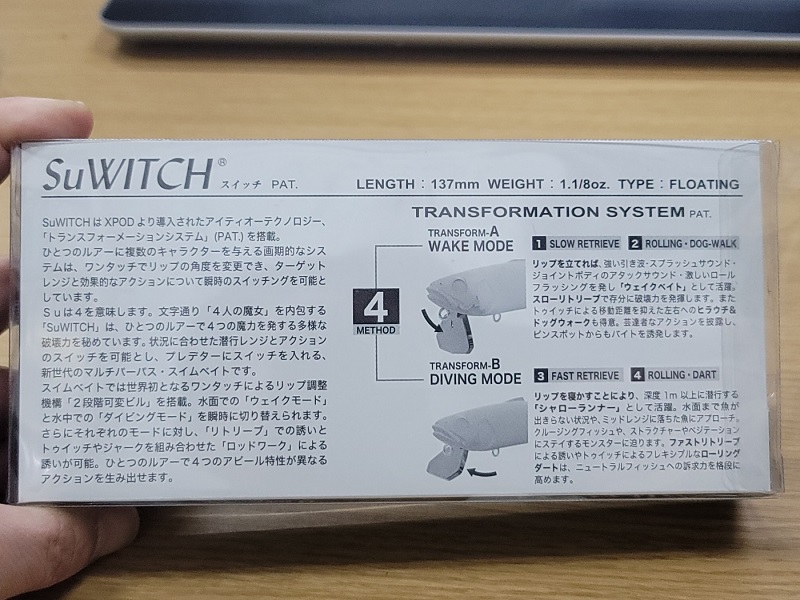 SuWITCH® スイッチ PAT.
LENGTH：137mm WEIGHT：1.1/8oz. TYPE：FLOATING
SuWITCH は XPOD より導入されたアイティオーテクノロジー、
「トランスフォーメーションシステム」(PAT.) を搭載。
ひとつのルアーに複数のキャラクターを与える画期的なシス
テムは、ワンタッチでリップの角度を変更でき、ターゲット
レンジと効果的なアクションについて瞬時のスイッチングを可能と
しています。
Ｓｕは４を意味します。文字通り「４人の魔女」を内包する
「SuWITCH」は、ひとつのルアーで４つの魔力を発する多様な
破壊力を秘めています。状況に合わせた潜行レンジとアクション
のスイッチを可能とし、プレデターにスイッチを入れる、
新世代のマルチパーパス・スイムベイトです。
スイムベイトでは世界初となるワンタッチによるリップ調整
機構「２段階可変ビル」を搭載。水面での「ウェイクモード」
と水中での「ダイビングモード」を瞬時に切り替えられます。
さらにそれぞれのモードに対し、「リトリーブ」での誘いと
トゥイッチやジャークを組み合わせた「ロッドワーク」による
誘いが可能。ひとつのルアーで４つのアピール特性が異なる
アクションを生み出せます。
TRANSFORMATION SYSTEM PAT.
4
METHOD
TRANSFORM-A
WAKE MODE
1 SLOW RETRIEVE 2 ROLLING・DOG-WALK
リップを立てれば、強い引き波・スプラッシュサウンド・
ジョイントボディのアタックサウンド・激しいロール
フラッシングを発し「ウェイクベイト」として活躍。
スローリトリーブで存分に破壊力を発揮します。また
トゥイッチによる移動距離を抑えた左右へのヒラウチ＆
ドッグウォークも得意。芸達者なアクションを披露し、
ピンスポットからもバイトを誘発します。
TRANSFORM-B
DIVING MODE
3 FAST RETRIEVE 4 ROLLING・DART
リップを寝かすことにより、深度 1m 以上に潜行する
「シャローランナー」として活躍。水面まで魚が
出きらない状況や、ミッドレンジに落ちた魚にアプローチ。
クルージングフィッシュや、ストラクチャーやベジテーション
にステイするモンスターに迫ります。ファストリトリーブ
による誘いやトゥイッチによるフレキシブルなローリング
ダートは、ニュートラルフィッシュへの訴求力を格段に
高めます。